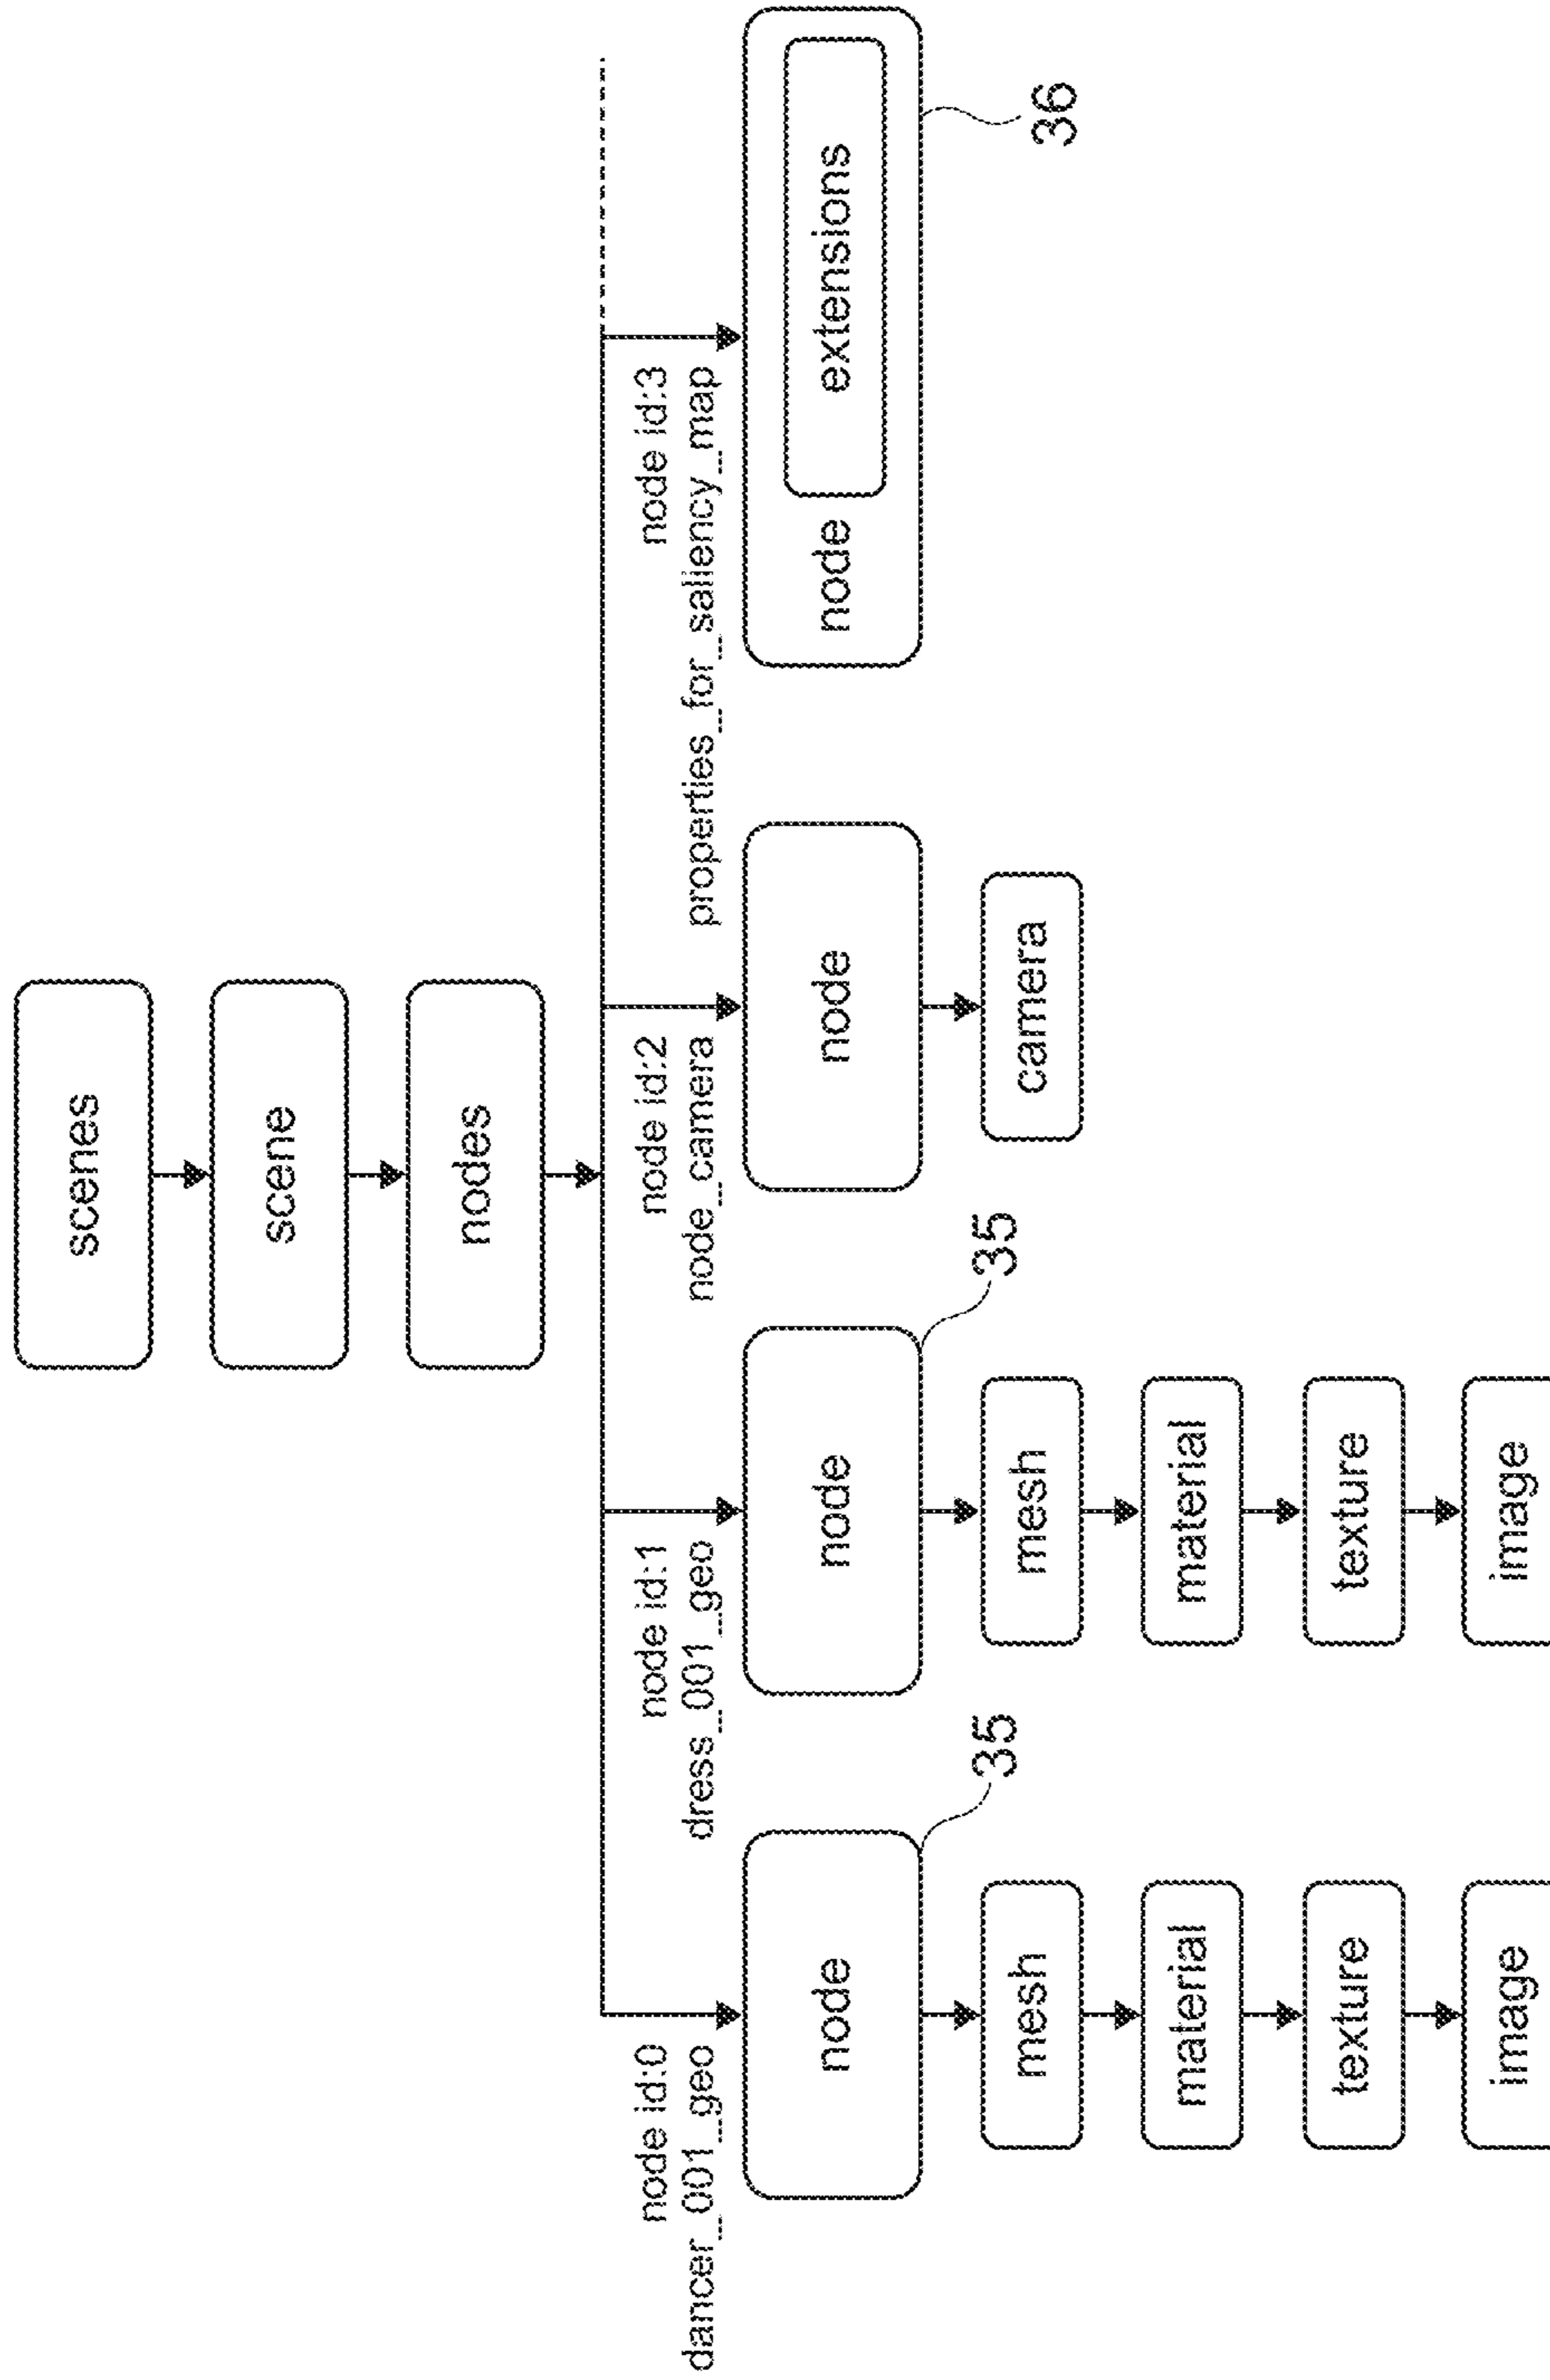 scenes
scene
nodes
node id:0
dancer_001_geo
node id:1
dress_001_geo
node id:2
node_camera
node id:3
properties_for_saliency_map
node
35
node
35
node
node
extensions
36
mesh
mesh
camera
material
material
texture
texture
image
image